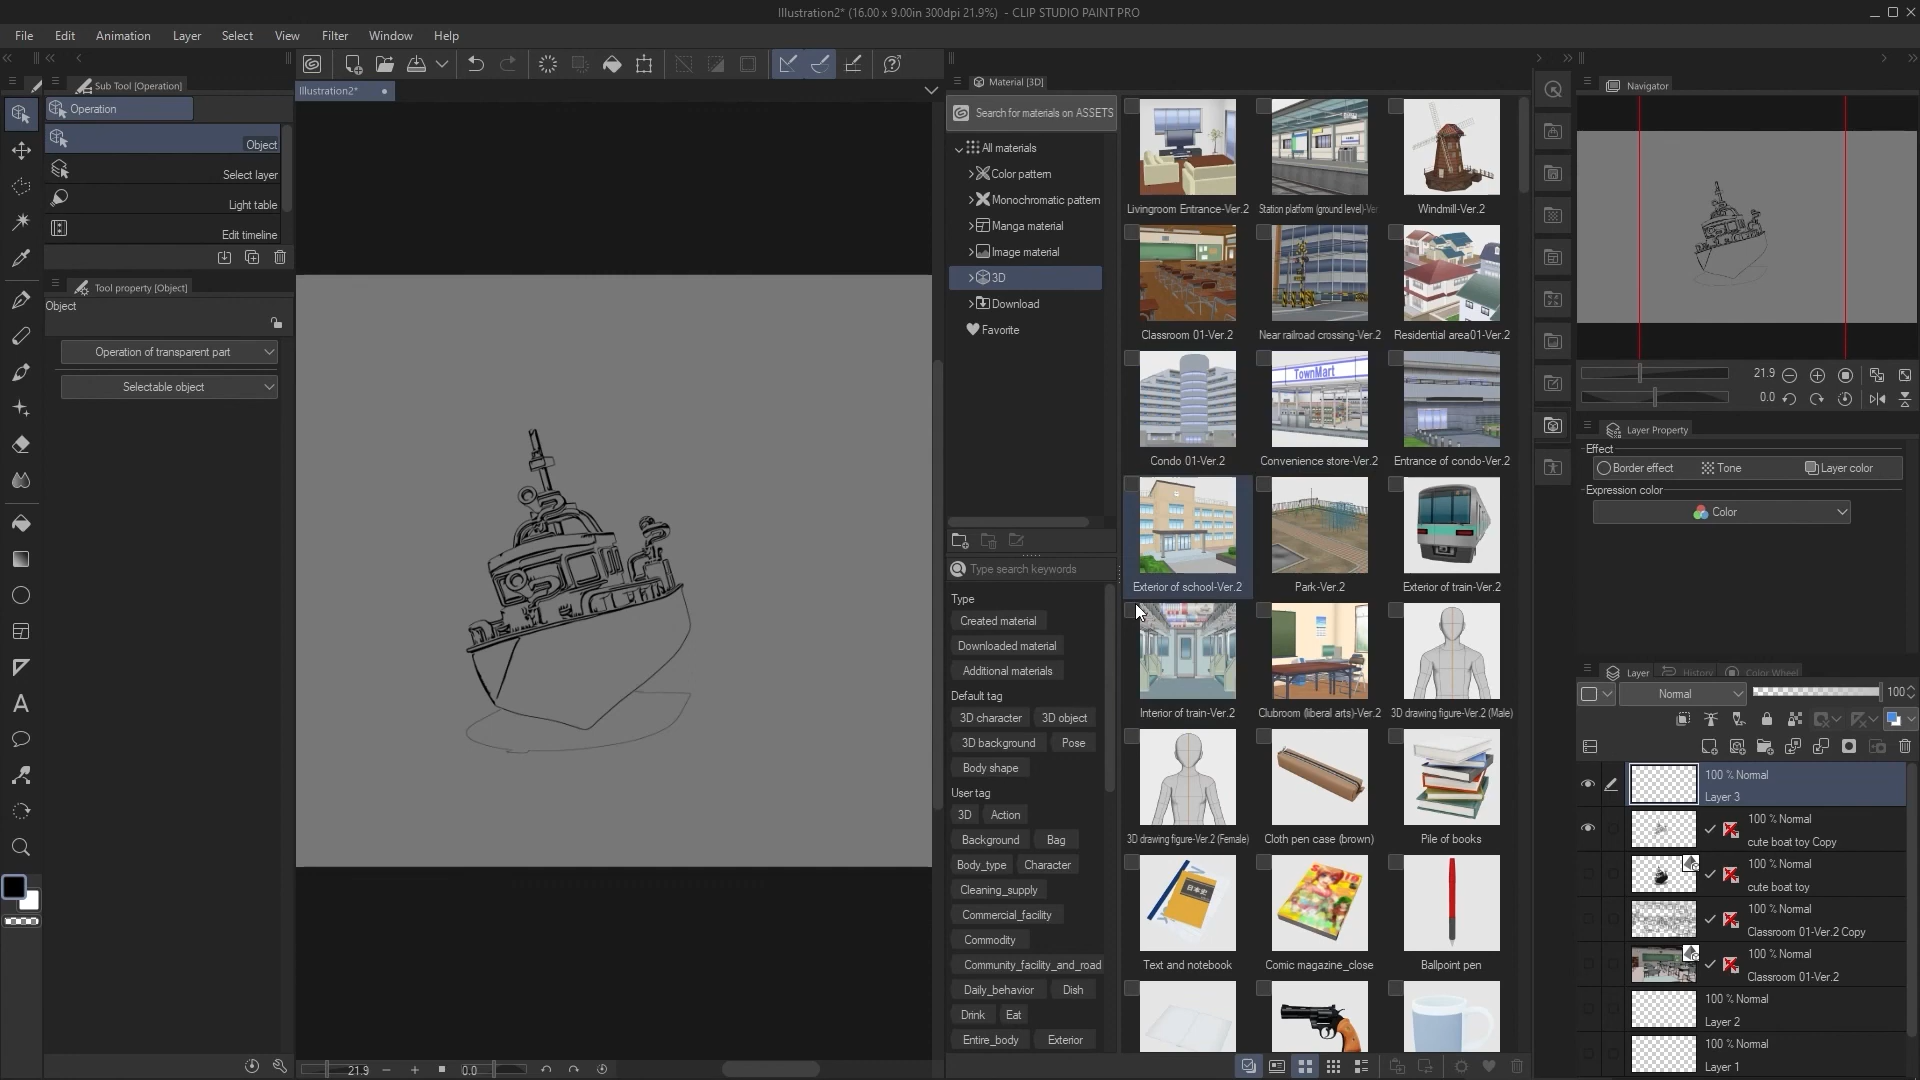 Illustration2* (16.00 x 9.00in 300dpi 21.9%) - CLIP STUDIO PAINT PRO
File Edit Animation Layer Select View Filter Window Help
Sub Tool [Operation]
Operation
Object
Select layer
Light table
Edit timeline
Tool property [Object]
Object
Operation of transparent part
Selectable object
Illustration2*
21.9
0.0
Material [3D]
Search for materials on ASSETS
All materials
Color pattern
Monochromatic pattern
Manga material
Image material
3D
Download
Favorite
Type search keywords
Type
Created material
Downloaded material
Additional materials
Default tag
3D character 3D object
3D background Pose
Body shape
User tag
3D Action
Background Bag
Body_type Character
Cleaning_supply
Commercial_facility
Commodity
Community_facility_and_road
Daily_behavior Dish
Drink Eat
Entire_body Exterior
Livingroom Entrance-Ver.2
Station platform (ground level)-Ver
Windmill-Ver.2
Classroom 01-Ver.2
Near railroad crossing-Ver.2
Residential area01-Ver.2
TownMart
Condo 01-Ver.2
Convenience store-Ver.2
Entrance of condo-Ver.2
Exterior of school-Ver.2
Park-Ver.2
Exterior of train-Ver.2
Interior of train-Ver.2
Clubroom (liberal arts)-Ver.2
3D drawing figure-Ver.2 (Male)
3D drawing figure-Ver.2 (Female)
Cloth pen case (brown)
Pile of books
日本史
Text and notebook
Comic magazine_close
Ballpoint pen
Navigator
21.9
0.0
Layer Property
Effect
Border effect Tone Layer color
Expression color
Color
Layer History Color Wheel
Normal 100
100 % Normal
Layer 3
100 % Normal
cute boat toy Copy
100 % Normal
cute boat toy
100 % Normal
Classroom 01-Ver.2 Copy
100 % Normal
Classroom 01-Ver.2
100 % Normal
Layer 2
100 % Normal
Layer 1